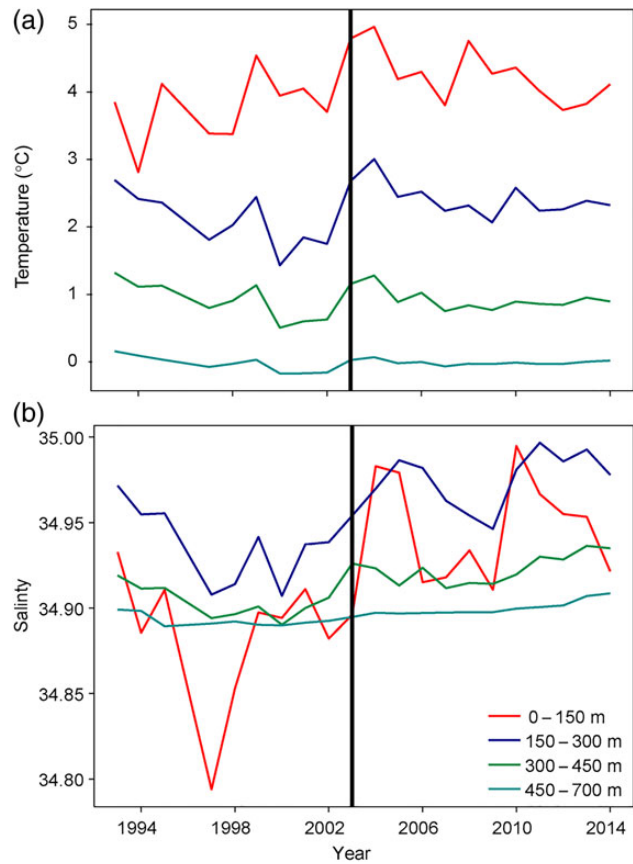 (a)
5
4
3
2
1
0
Temperature (°C)
(b)
35.00
34.95
34.90
34.85
34.80
Salinty
0–150 m
150–300 m
300–450 m
450–700 m
1994
1998
2002
2006
2010
2014
Year